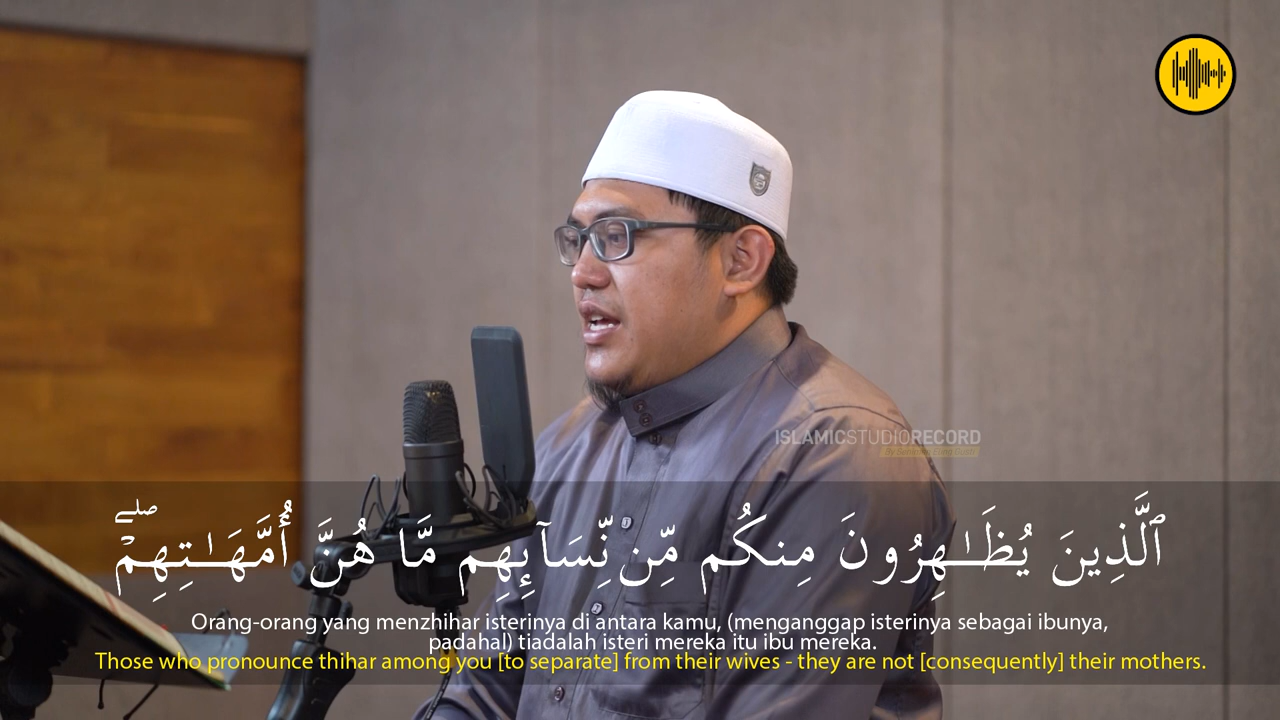 ISLAMICSTUDIORECORD
ٱلَّذِينَ يُظَـٰهِرُونَ مِنكُم مِّن نِّسَآئِهِم مَّا هُنَّ أُمَّهَـٰتِهِمْۖ
Orang-orang yang menzhihar isterinya di antara kamu, (menganggap isterinya sebagai ibunya,
padahal) tiadalah isteri mereka itu ibu mereka.
Those who pronounce thihar among you [to separate] from their wives - they are not [consequently] their mothers.